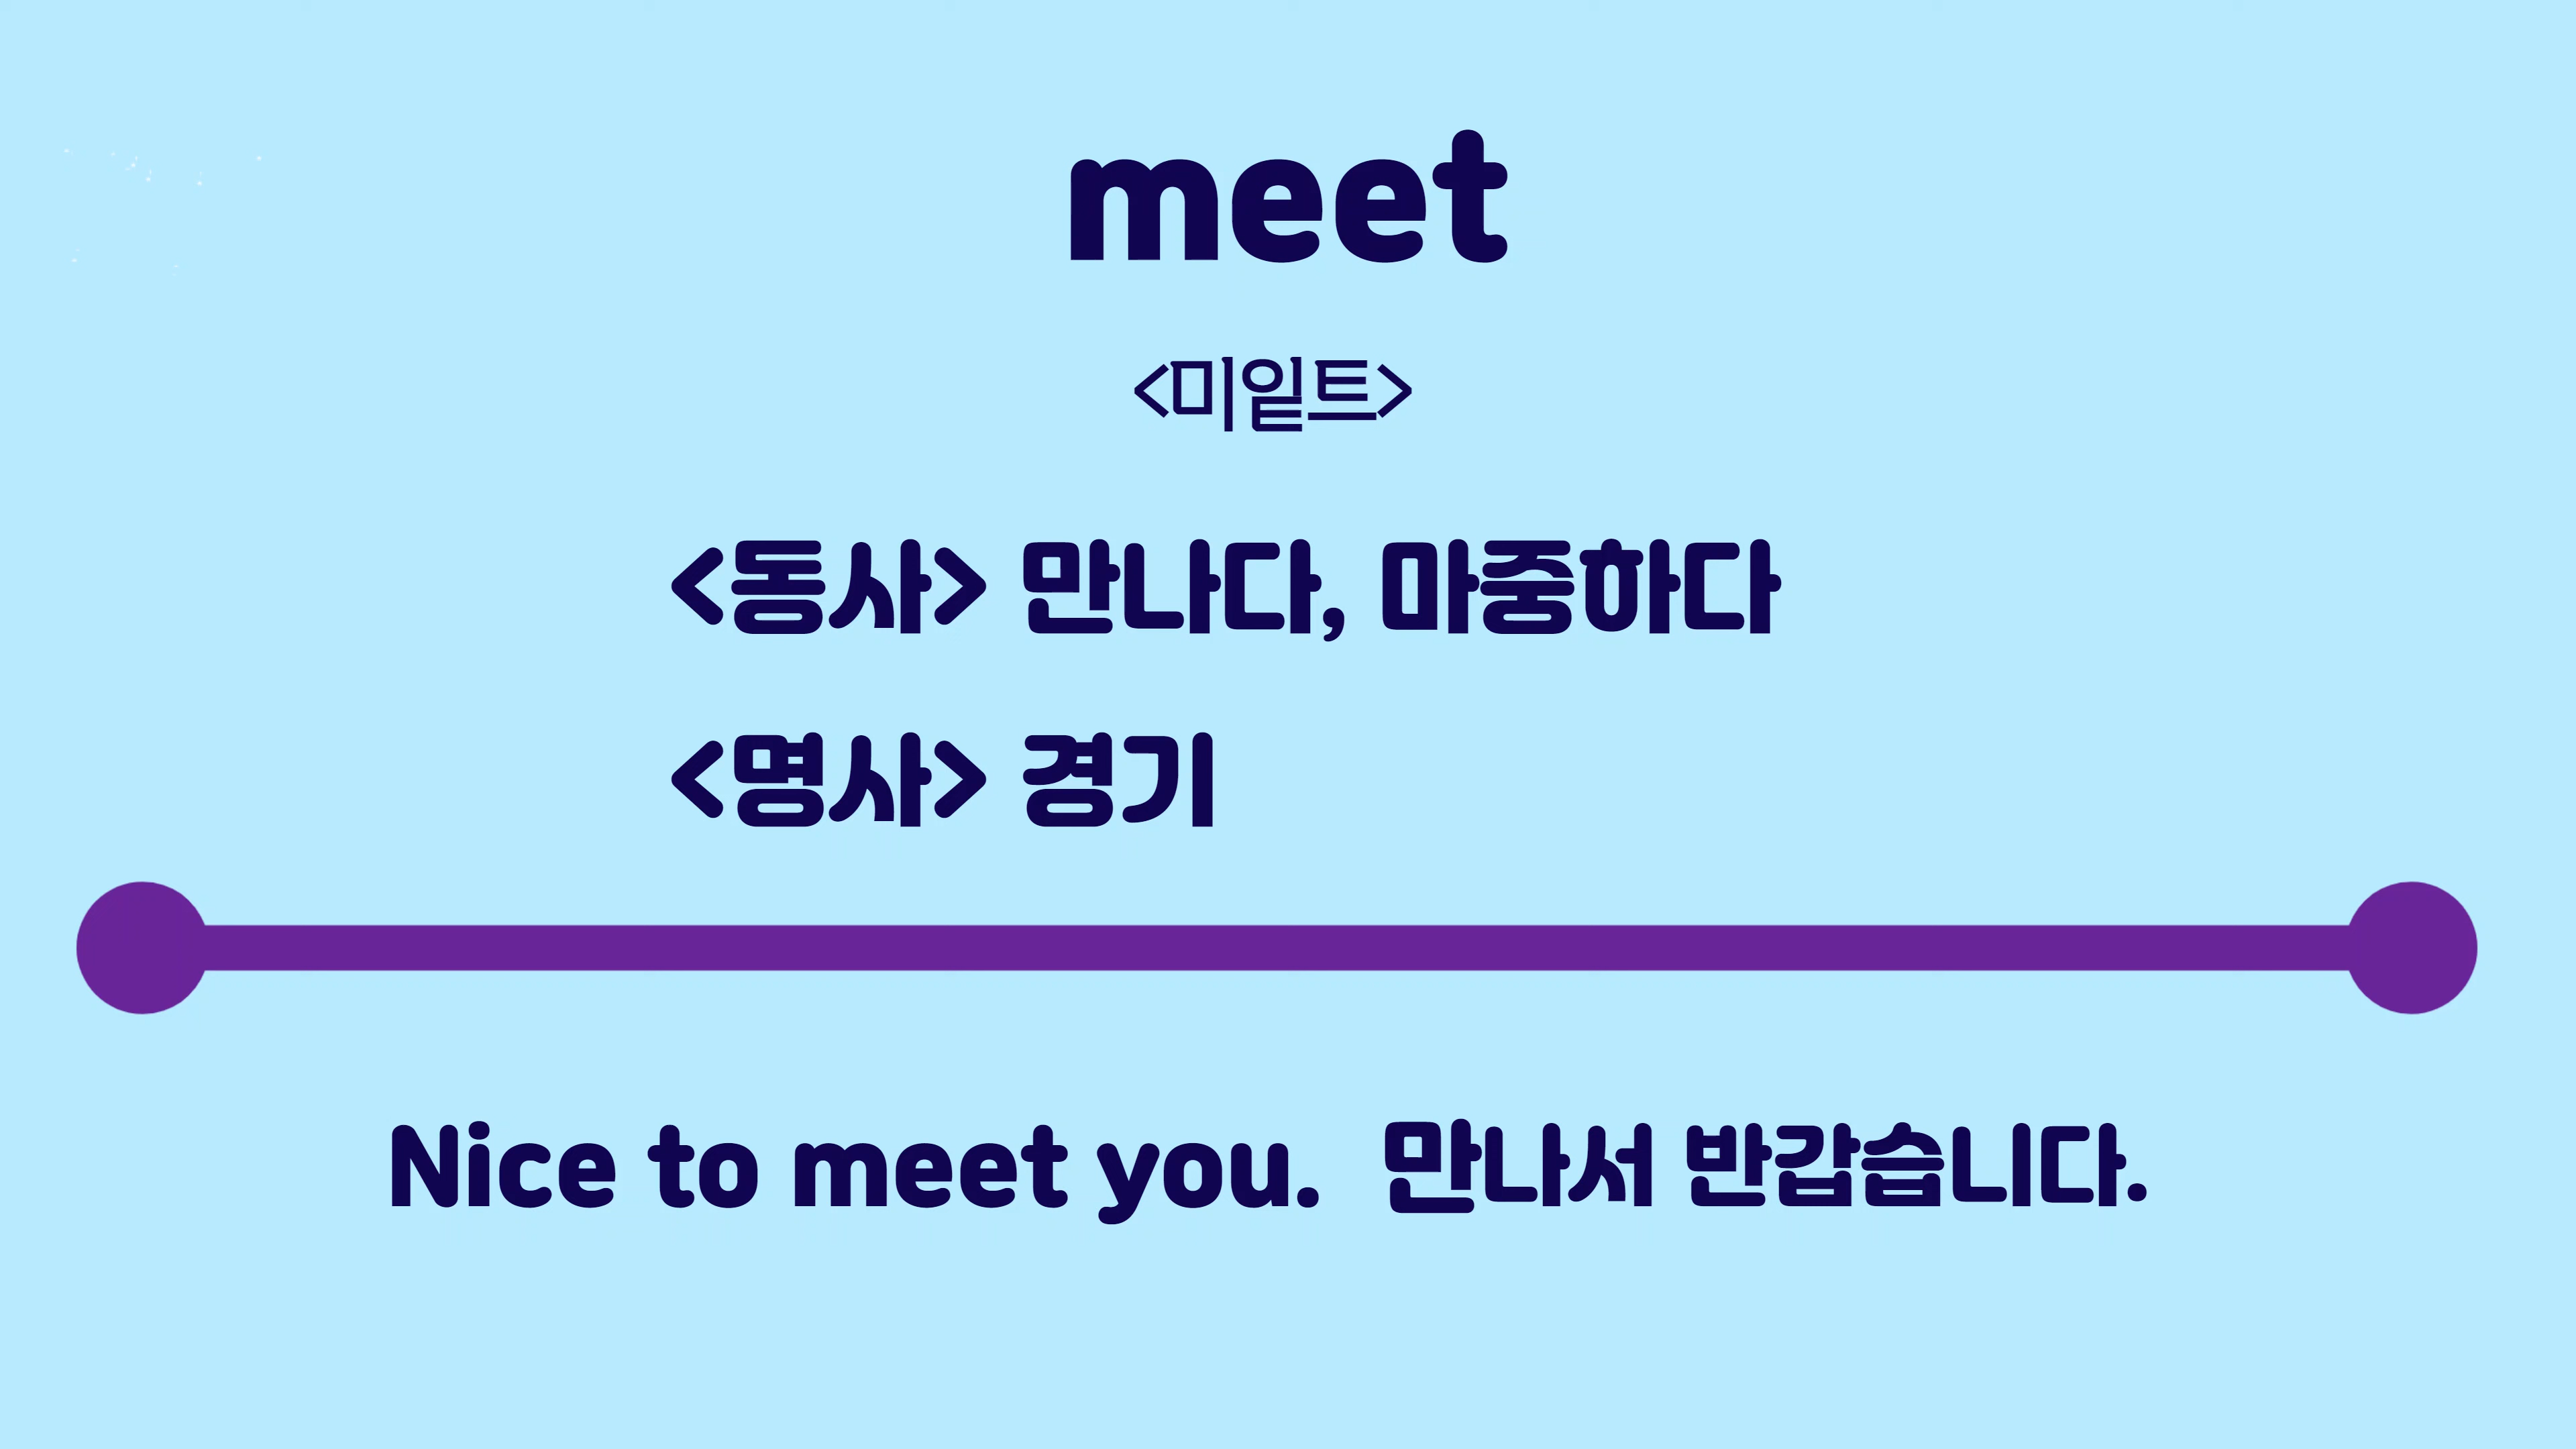 meet
<미잍트>
<동사> 만나다, 마중하다
<명사> 경기
Nice to meet you. 만나서 반갑습니다.